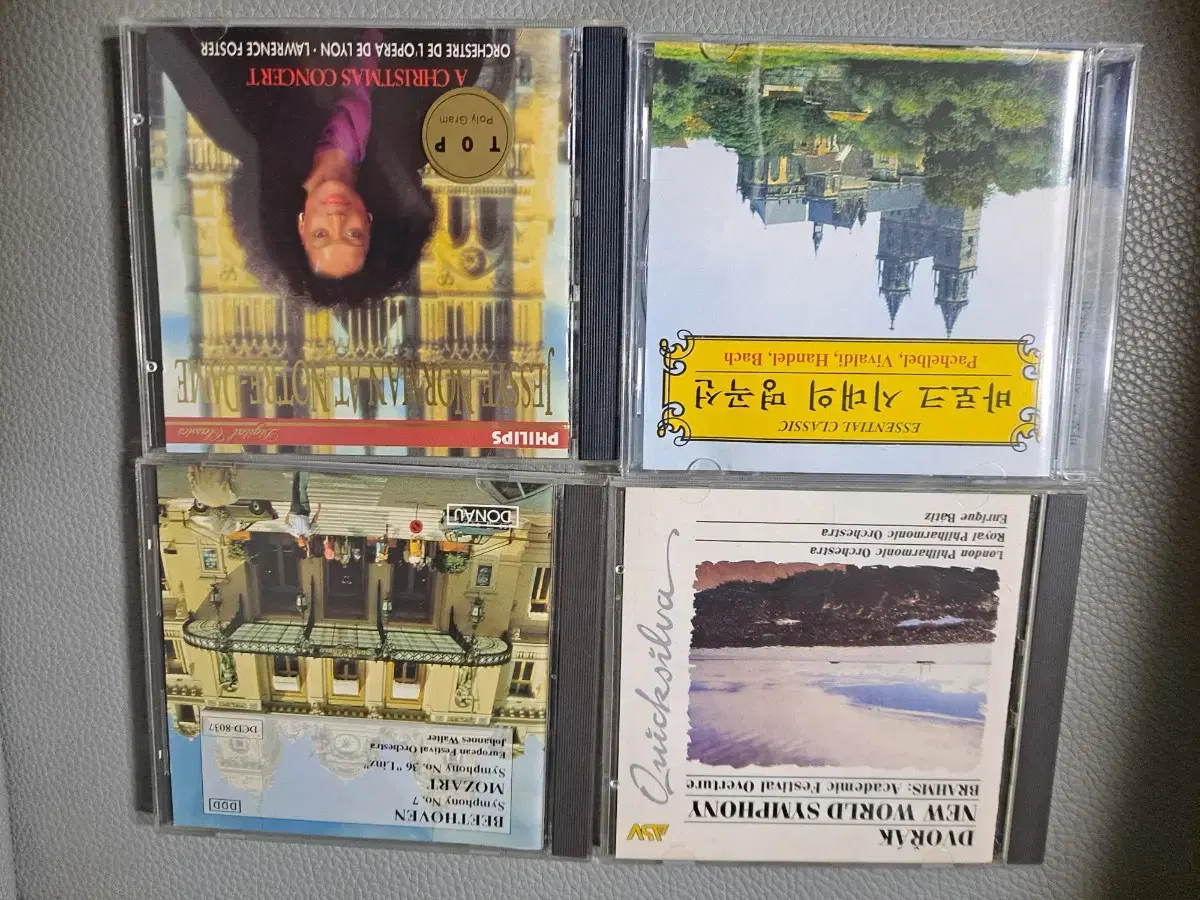 PHILIPS
Digital Classics
JESSYE NORMAN AT NOTRE-DAME
TOP
Poly Gram
A CHRISTMAS CONCERT
ORCHESTRE DE L'OPERA DE LYON · LAWRENCE FOSTER
ESSENTIAL CLASSIC
바로크 시대의 명곡선
Pachelbel, Vivaldi, Handel, Bach
BEETHOVEN
Symphony No. 7
MOZART
Symphony No. 36 "Linz"
European Festival Orchestra
Johannes Walter
DDD
DCD-8037
DONAU
ASV
Quicksilva
DVOŘÁK
NEW WORLD SYMPHONY
BRAHMS: Academic Festival Overture
London Philharmonic Orchestra
Royal Philharmonic Orchestra
Enrique Bátiz